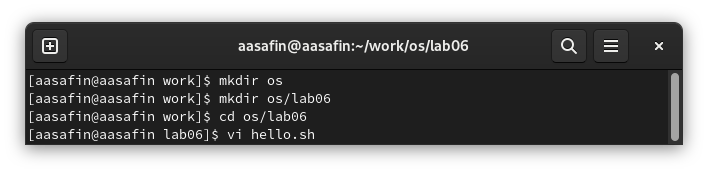 aasafin@aasafin:~/work/os/lab06
[aasafin@aasafin work]$ mkdir os
[aasafin@aasafin work]$ mkdir os/lab06
[aasafin@aasafin work]$ cd os/lab06
[aasafin@aasafin lab06]$ vi hello.sh